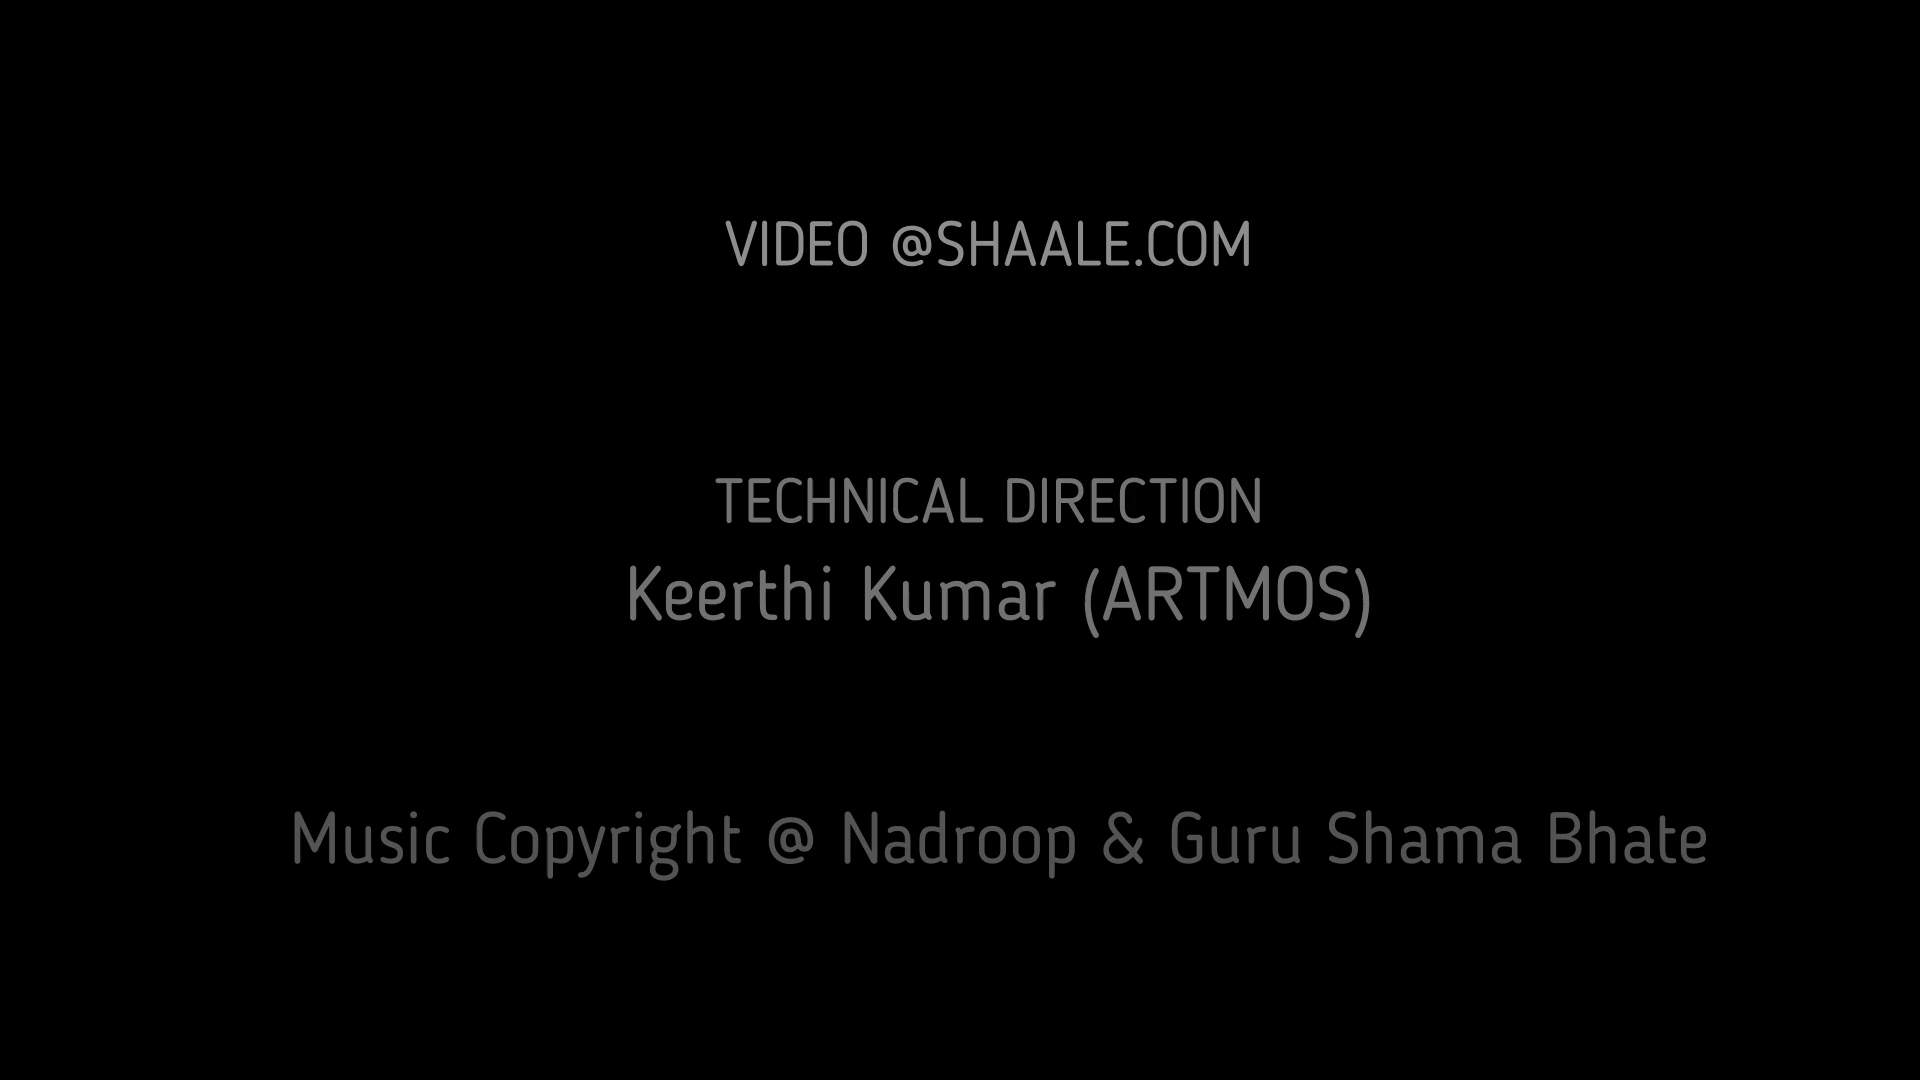 VIDEO @SHAALE.COM
TECHNICAL DIRECTION
Keerthi Kumar (ARTMOS)
Music Copyright @ Nadroop & Guru Shama Bhate